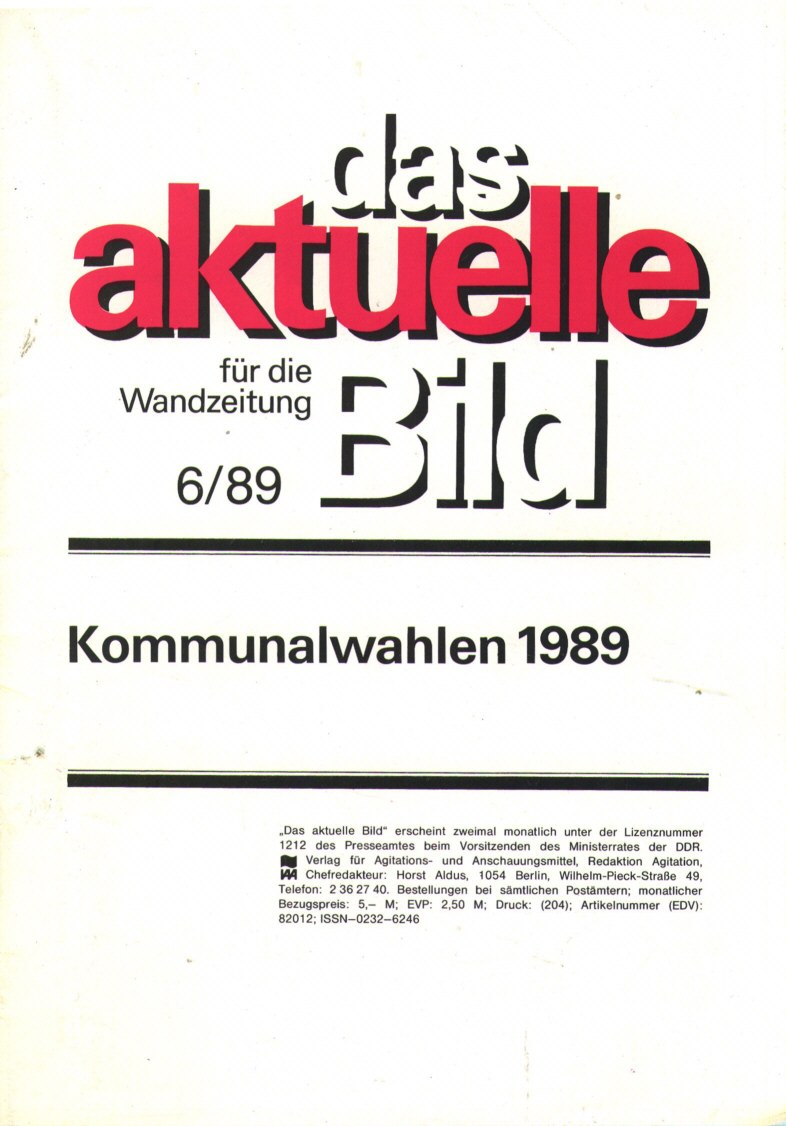 das
aktuelle
für die
Wandzeitung
Bild
6/89
Kommunalwahlen 1989
„Das aktuelle Bild“ erscheint zweimal monatlich unter der Lizenznummer
1212 des Presseamtes beim Vorsitzenden des Ministerrates der DDR.
Verlag für Agitations- und Anschauungsmittel, Redaktion Agitation,
Chefredakteur: Horst Aldus, 1054 Berlin, Wilhelm-Pieck-Straße 49,
Telefon: 2 36 27 40. Bestellungen bei sämtlichen Postämtern; monatlicher
Bezugspreis: 5,– M; EVP: 2,50 M; Druck: (204); Artikelnummer (EDV):
82012; ISSN–0232–6246